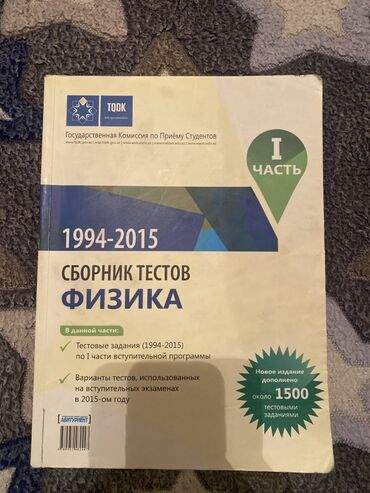 TQDK
Государственная Комиссия по Приёму Студентов
I
ЧАСТЬ
1994-2015
СБОРНИК ТЕСТОВ
ФИЗИКА
В данной части:
Тестовые задания (1994-2015)
по I части вступительной программы
Варианты тестов, использованных
на вступительных экзаменах
в 2015-ом году
Новое издание
дополнено
около 1500
тестовыми
заданиями
АБИТУРИЕНТ